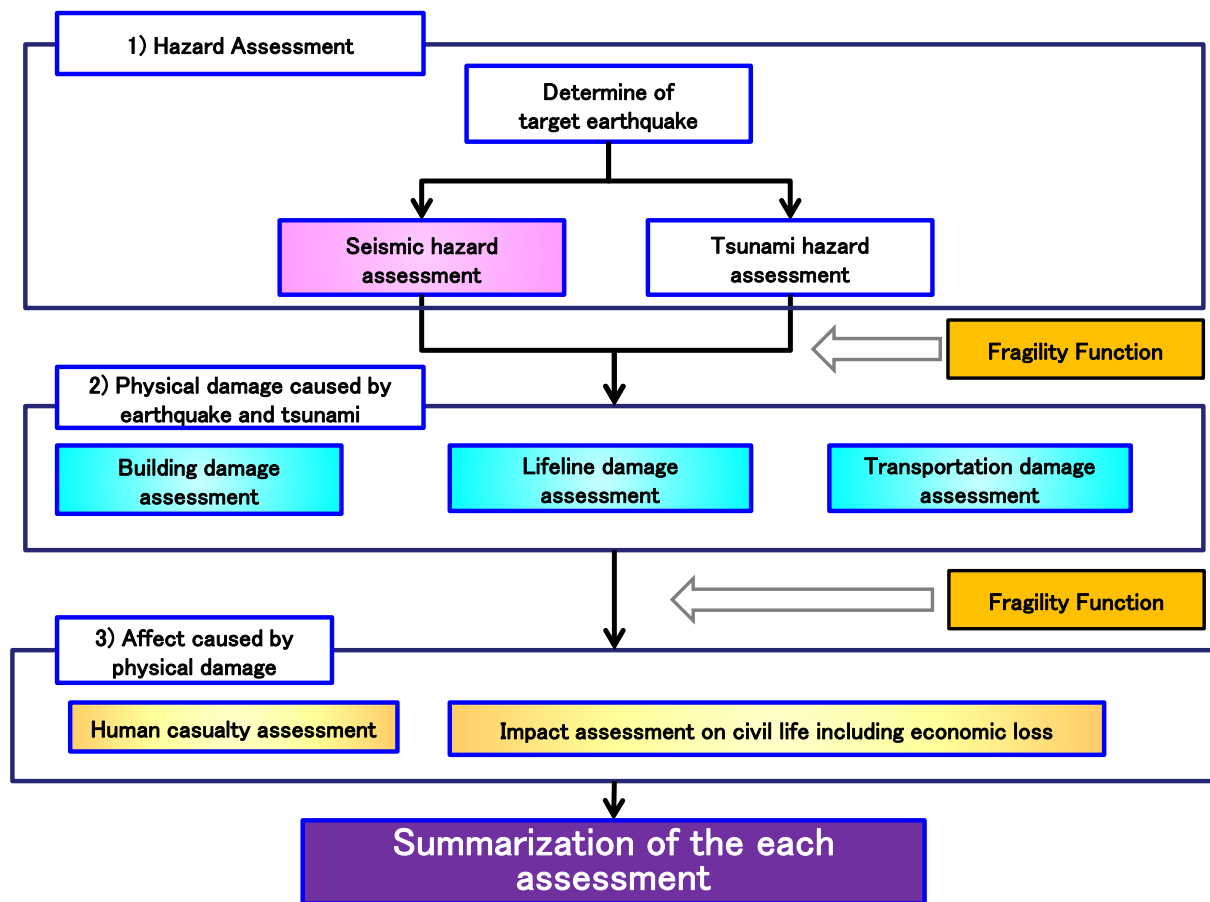 1) Hazard Assessment
Determine of
target earthquake
Seismic hazard
assessment
Tsunami hazard
assessment
Fragility Function
2) Physical damage caused by
earthquake and tsunami
Building damage
assessment
Lifeline damage
assessment
Transportation damage
assessment
Fragility Function
3) Affect caused by
physical damage
Human casualty assessment
Impact assessment on civil life including economic loss
Summarization of the each
assessment